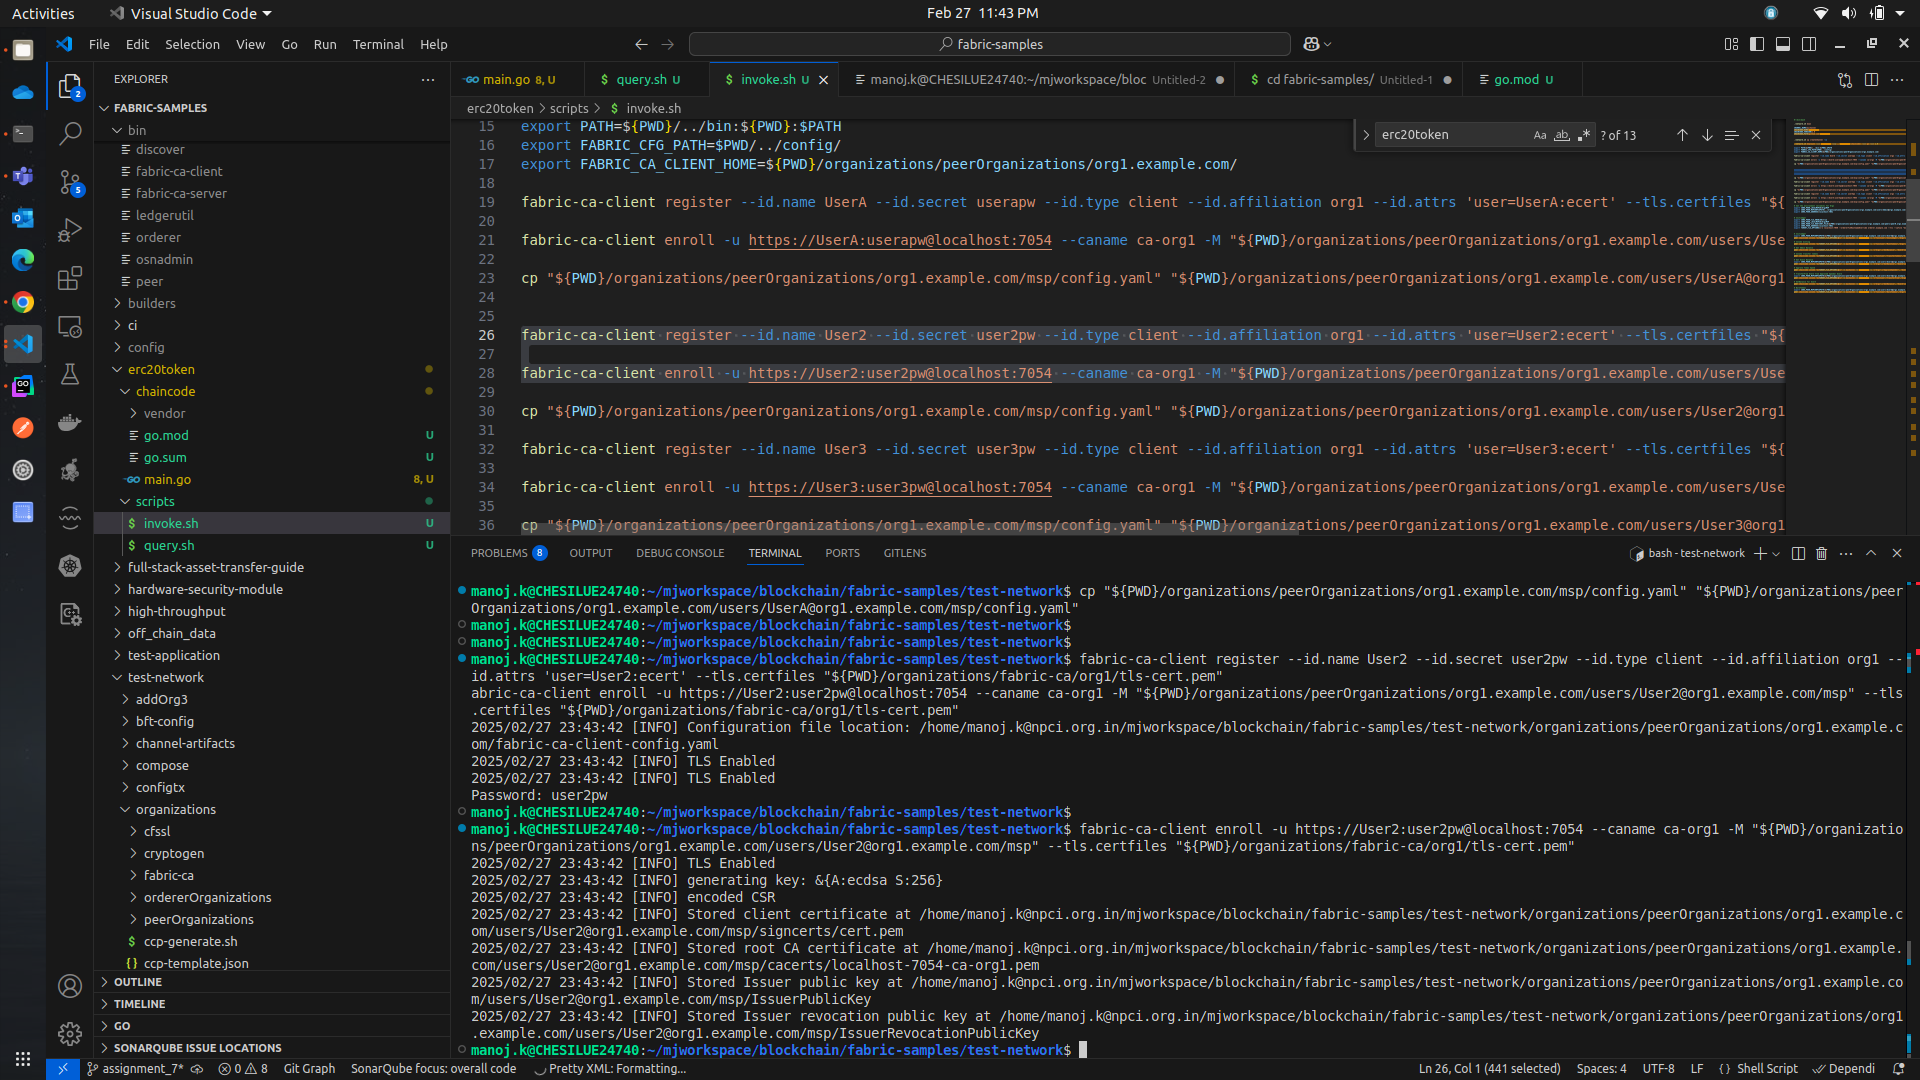 Activities
Visual Studio Code
Feb 27 11:43 PM
File Edit Selection View Go Run Terminal Help
fabric-samples
EXPLORER
main.go 8, U
query.sh U
invoke.sh U
manoj.k@CHESILUE24740:~/mjworkspace/bloc Untitled-2
cd fabric-samples/ Untitled-1
go.mod U
erc20token > scripts > $ invoke.sh
erc20token
Aa ab .* ? of 13
FABRIC-SAMPLES
bin
discover
fabric-ca-client
fabric-ca-server
ledgerutil
orderer
osnadmin
peer
builders
ci
config
erc20token
chaincode
vendor
go.mod U
go.sum U
main.go 8, U
scripts
invoke.sh U
query.sh U
full-stack-asset-transfer-guide
hardware-security-module
high-throughput
off_chain_data
test-application
test-network
addOrg3
bft-config
channel-artifacts
compose
configtx
organizations
cfssl
cryptogen
fabric-ca
ordererOrganizations
peerOrganizations
ccp-generate.sh
ccp-template.json
OUTLINE
TIMELINE
GO
SONARQUBE ISSUE LOCATIONS
2
5
15 export PATH=${PWD}/../bin:${PWD}:$PATH
16 export FABRIC_CFG_PATH=$PWD/../config/
17 export FABRIC_CA_CLIENT_HOME=${PWD}/organizations/peerOrganizations/org1.example.com/
18
19 fabric-ca-client register --id.name UserA --id.secret userapw --id.type client --id.affiliation org1 --id.attrs 'user=UserA:ecert' --tls.certfiles "${
20
21 fabric-ca-client enroll -u https://UserA:userapw@localhost:7054 --caname ca-org1 -M "${PWD}/organizations/peerOrganizations/org1.example.com/users/Use
22
23 cp "${PWD}/organizations/peerOrganizations/org1.example.com/msp/config.yaml" "${PWD}/organizations/peerOrganizations/org1.example.com/users/UserA@org1
24
25
26 fabric-ca-client register --id.name User2 --id.secret user2pw --id.type client --id.affiliation org1 --id.attrs 'user=User2:ecert' --tls.certfiles "${
27
28 fabric-ca-client enroll -u https://User2:user2pw@localhost:7054 --caname ca-org1 -M "${PWD}/organizations/peerOrganizations/org1.example.com/users/Use
29
30 cp "${PWD}/organizations/peerOrganizations/org1.example.com/msp/config.yaml" "${PWD}/organizations/peerOrganizations/org1.example.com/users/User2@org1
31
32 fabric-ca-client register --id.name User3 --id.secret user3pw --id.type client --id.affiliation org1 --id.attrs 'user=User3:ecert' --tls.certfiles "${
33
34 fabric-ca-client enroll -u https://User3:user3pw@localhost:7054 --caname ca-org1 -M "${PWD}/organizations/peerOrganizations/org1.example.com/users/Use
35
36 cp "${PWD}/organizations/peerOrganizations/org1.example.com/msp/config.yaml" "${PWD}/organizations/peerOrganizations/org1.example.com/users/User3@org1
PROBLEMS 8 OUTPUT DEBUG CONSOLE TERMINAL PORTS GITLENS
bash - test-network
manoj.k@CHESILUE24740:~/mjworkspace/blockchain/fabric-samples/test-network$ cp "${PWD}/organizations/peerOrganizations/org1.example.com/msp/config.yaml" "${PWD}/organizations/peer
Organizations/org1.example.com/users/UserA@org1.example.com/msp/config.yaml"
manoj.k@CHESILUE24740:~/mjworkspace/blockchain/fabric-samples/test-network$
manoj.k@CHESILUE24740:~/mjworkspace/blockchain/fabric-samples/test-network$
manoj.k@CHESILUE24740:~/mjworkspace/blockchain/fabric-samples/test-network$ fabric-ca-client register --id.name User2 --id.secret user2pw --id.type client --id.affiliation org1 --
id.attrs 'user=User2:ecert' --tls.certfiles "${PWD}/organizations/fabric-ca/org1/tls-cert.pem"
abric-ca-client enroll -u https://User2:user2pw@localhost:7054 --caname ca-org1 -M "${PWD}/organizations/peerOrganizations/org1.example.com/users/User2@org1.example.com/msp" --tls
.certfiles "${PWD}/organizations/fabric-ca/org1/tls-cert.pem"
2025/02/27 23:43:42 [INFO] Configuration file location: /home/manoj.k@npci.org.in/mjworkspace/blockchain/fabric-samples/test-network/organizations/peerOrganizations/org1.example.c
om/fabric-ca-client-config.yaml
2025/02/27 23:43:42 [INFO] TLS Enabled
2025/02/27 23:43:42 [INFO] TLS Enabled
Password: user2pw
manoj.k@CHESILUE24740:~/mjworkspace/blockchain/fabric-samples/test-network$
manoj.k@CHESILUE24740:~/mjworkspace/blockchain/fabric-samples/test-network$ fabric-ca-client enroll -u https://User2:user2pw@localhost:7054 --caname ca-org1 -M "${PWD}/organizatio
ns/peerOrganizations/org1.example.com/users/User2@org1.example.com/msp" --tls.certfiles "${PWD}/organizations/fabric-ca/org1/tls-cert.pem"
2025/02/27 23:43:42 [INFO] TLS Enabled
2025/02/27 23:43:42 [INFO] generating key: &{A:ecdsa S:256}
2025/02/27 23:43:42 [INFO] encoded CSR
2025/02/27 23:43:42 [INFO] Stored client certificate at /home/manoj.k@npci.org.in/mjworkspace/blockchain/fabric-samples/test-network/organizations/peerOrganizations/org1.example.c
om/users/User2@org1.example.com/msp/signcerts/cert.pem
2025/02/27 23:43:42 [INFO] Stored root CA certificate at /home/manoj.k@npci.org.in/mjworkspace/blockchain/fabric-samples/test-network/organizations/peerOrganizations/org1.example.
com/users/User2@org1.example.com/msp/cacerts/localhost-7054-ca-org1.pem
2025/02/27 23:43:42 [INFO] Stored Issuer public key at /home/manoj.k@npci.org.in/mjworkspace/blockchain/fabric-samples/test-network/organizations/peerOrganizations/org1.example.co
m/users/User2@org1.example.com/msp/IssuerPublicKey
2025/02/27 23:43:42 [INFO] Stored Issuer revocation public key at /home/manoj.k@npci.org.in/mjworkspace/blockchain/fabric-samples/test-network/organizations/peerOrganizations/org1
.example.com/users/User2@org1.example.com/msp/IssuerRevocationPublicKey
manoj.k@CHESILUE24740:~/mjworkspace/blockchain/fabric-samples/test-network$
assignment_7* 0 8 Git Graph SonarQube focus: overall code Pretty XML: Formatting...
Ln 26, Col 1 (441 selected) Spaces: 4 UTF-8 LF {} Shell Script Dependi